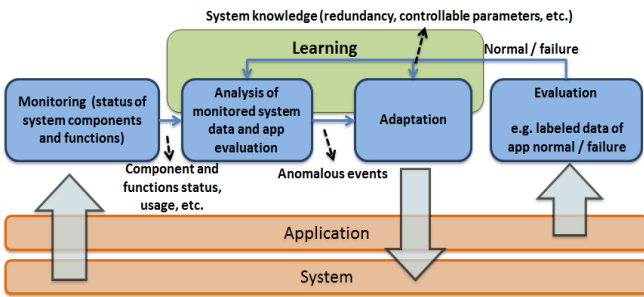 System knowledge (redundancy, controllable parameters, etc.)
Learning
Normal / failure
Monitoring (status of
system components
and functions)
Analysis of
monitored system
data and app
evaluation
Adaptation
Evaluation
e.g. labeled data of
app normal / failure
Component and
functions status,
usage, etc.
Anomalous events
Application
System